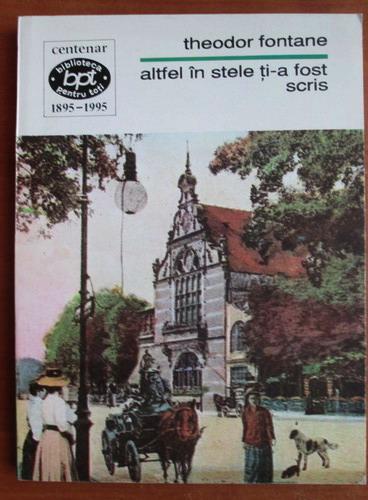 centenar
biblioteca
bpt
pentru toți
1895-1995
theodor fontane
altfel în stele ți-a fost
scris